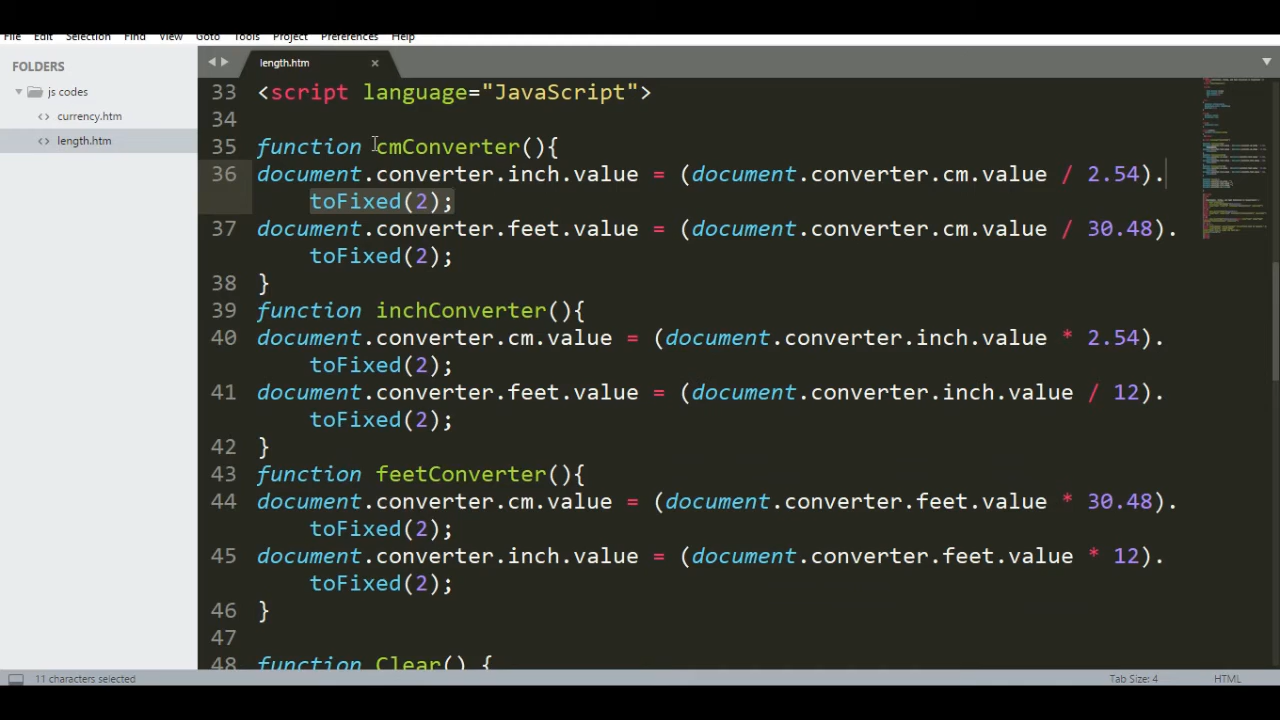 File Edit Selection Find View Goto Tools Project Preferences Help
FOLDERS
js codes
currency.htm
length.htm
length.htm
33 <script language="JavaScript">
34
35 function cmConverter(){
36 document.converter.inch.value = (document.converter.cm.value / 2.54).
toFixed(2);
37 document.converter.feet.value = (document.converter.cm.value / 30.48).
toFixed(2);
38 }
39 function inchConverter(){
40 document.converter.cm.value = (document.converter.inch.value * 2.54).
toFixed(2);
41 document.converter.feet.value = (document.converter.inch.value / 12).
toFixed(2);
42 }
43 function feetConverter(){
44 document.converter.cm.value = (document.converter.feet.value * 30.48).
toFixed(2);
45 document.converter.inch.value = (document.converter.feet.value * 12).
toFixed(2);
46 }
47
48 function Clear() {
11 characters selected
Tab Size: 4
HTML